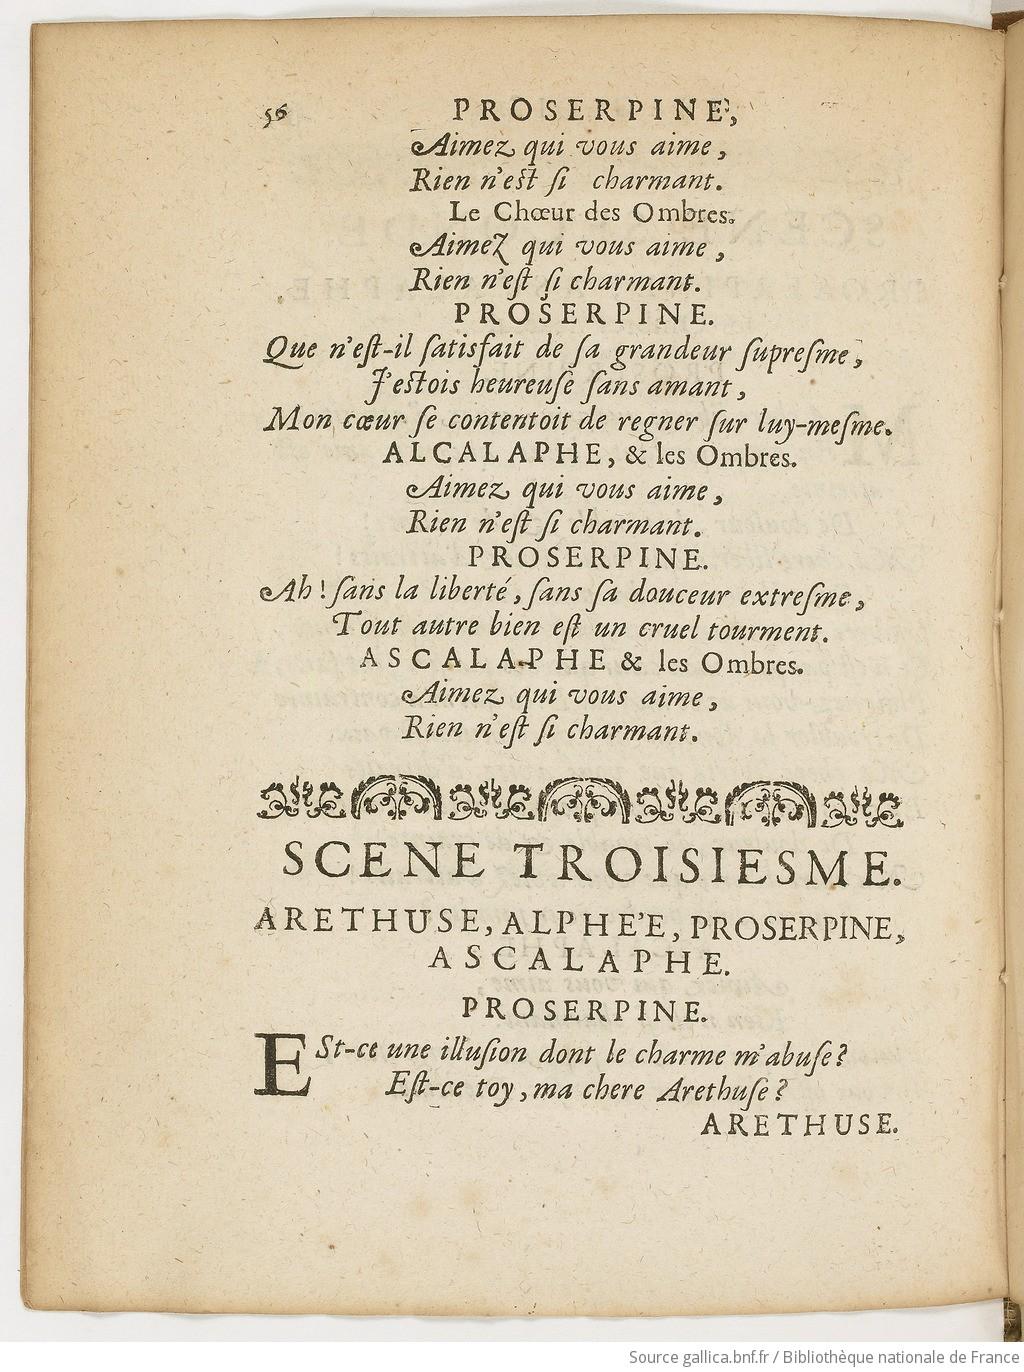 56 PROSERPINE,
Aimez qui vous aime,
Rien n'est si charmant.
Le Chœur des Ombres.
Aimez qui vous aime,
Rien n'est si charmant.
PROSERPINE.
Que n'est-il satisfait de sa grandeur supresme,
J'estois heureuse sans amant,
Mon cœur se contentoit de regner sur luy-mesme.
ALCALAPHE, & les Ombres.
Aimez qui vous aime,
Rien n'est si charmant.
PROSERPINE.
Ah! sans la liberté, sans sa douceur extresme,
Tout autre bien est un cruel tourment.
ASCALAPHE & les Ombres.
Aimez qui vous aime,
Rien n'est si charmant.
SCENE TROISIESME.
ARETHUSE, ALPHE'E, PROSERPINE,
ASCALAPHE.
PROSERPINE.
ESt-ce une illusion dont le charme m'abuse?
Est-ce toy, ma chere Arethuse?
ARETHUSE.
Source gallica.bnf.fr / Bibliothèque nationale de France